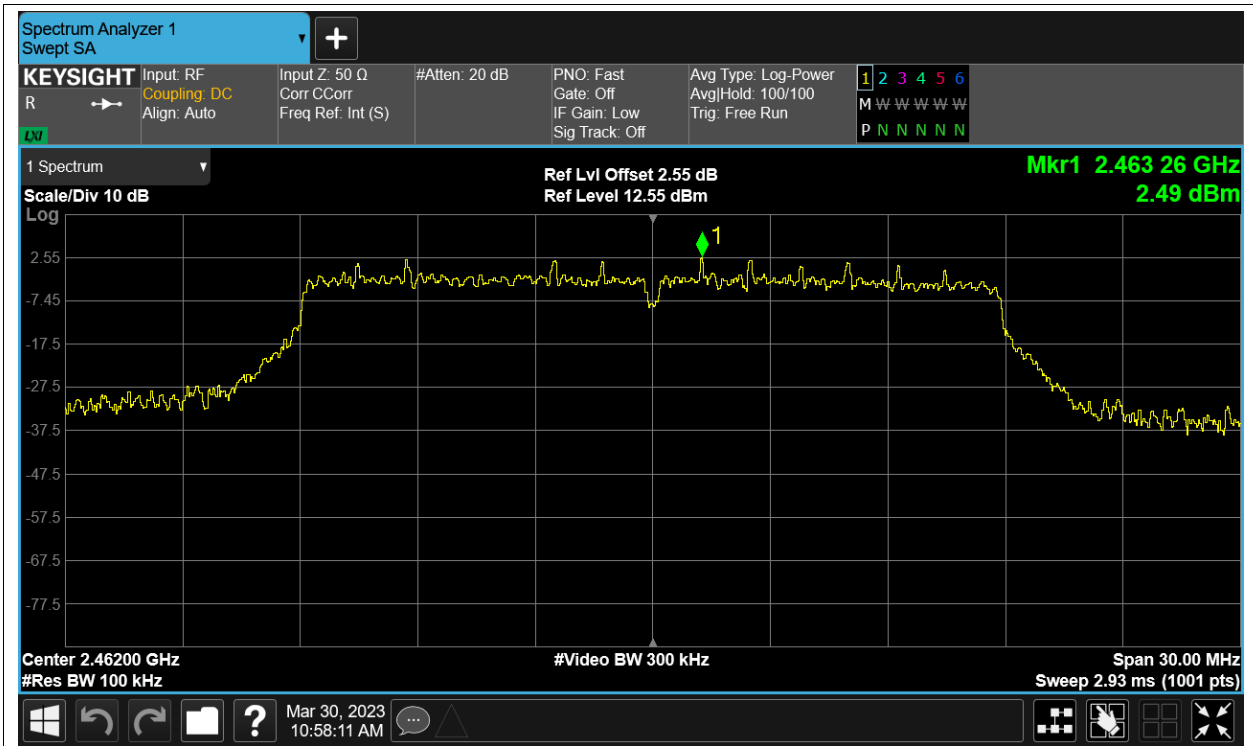 Spectrum Analyzer 1
Swept SA
+
KEYSIGHT
R
LXI
Input: RF
Coupling: DC
Align: Auto
Input Z: 50 Ω
Corr CCorr
Freq Ref: Int (S)
#Atten: 20 dB
PNO: Fast
Gate: Off
IF Gain: Low
Sig Track: Off
Avg Type: Log-Power
Avg|Hold: 100/100
Trig: Free Run
1 2 3 4 5 6
M W W W W W
P N N N N N
1 Spectrum
Scale/Div 10 dB
Log
Ref Lvl Offset 2.55 dB
Ref Level 12.55 dBm
Mkr1 2.463 26 GHz
2.49 dBm
1
2.55
-7.45
-17.5
-27.5
-37.5
-47.5
-57.5
-67.5
-77.5
Center 2.46200 GHz
#Res BW 100 kHz
#Video BW 300 kHz
Span 30.00 MHz
Sweep 2.93 ms (1001 pts)
?
Mar 30, 2023
10:58:11 AM